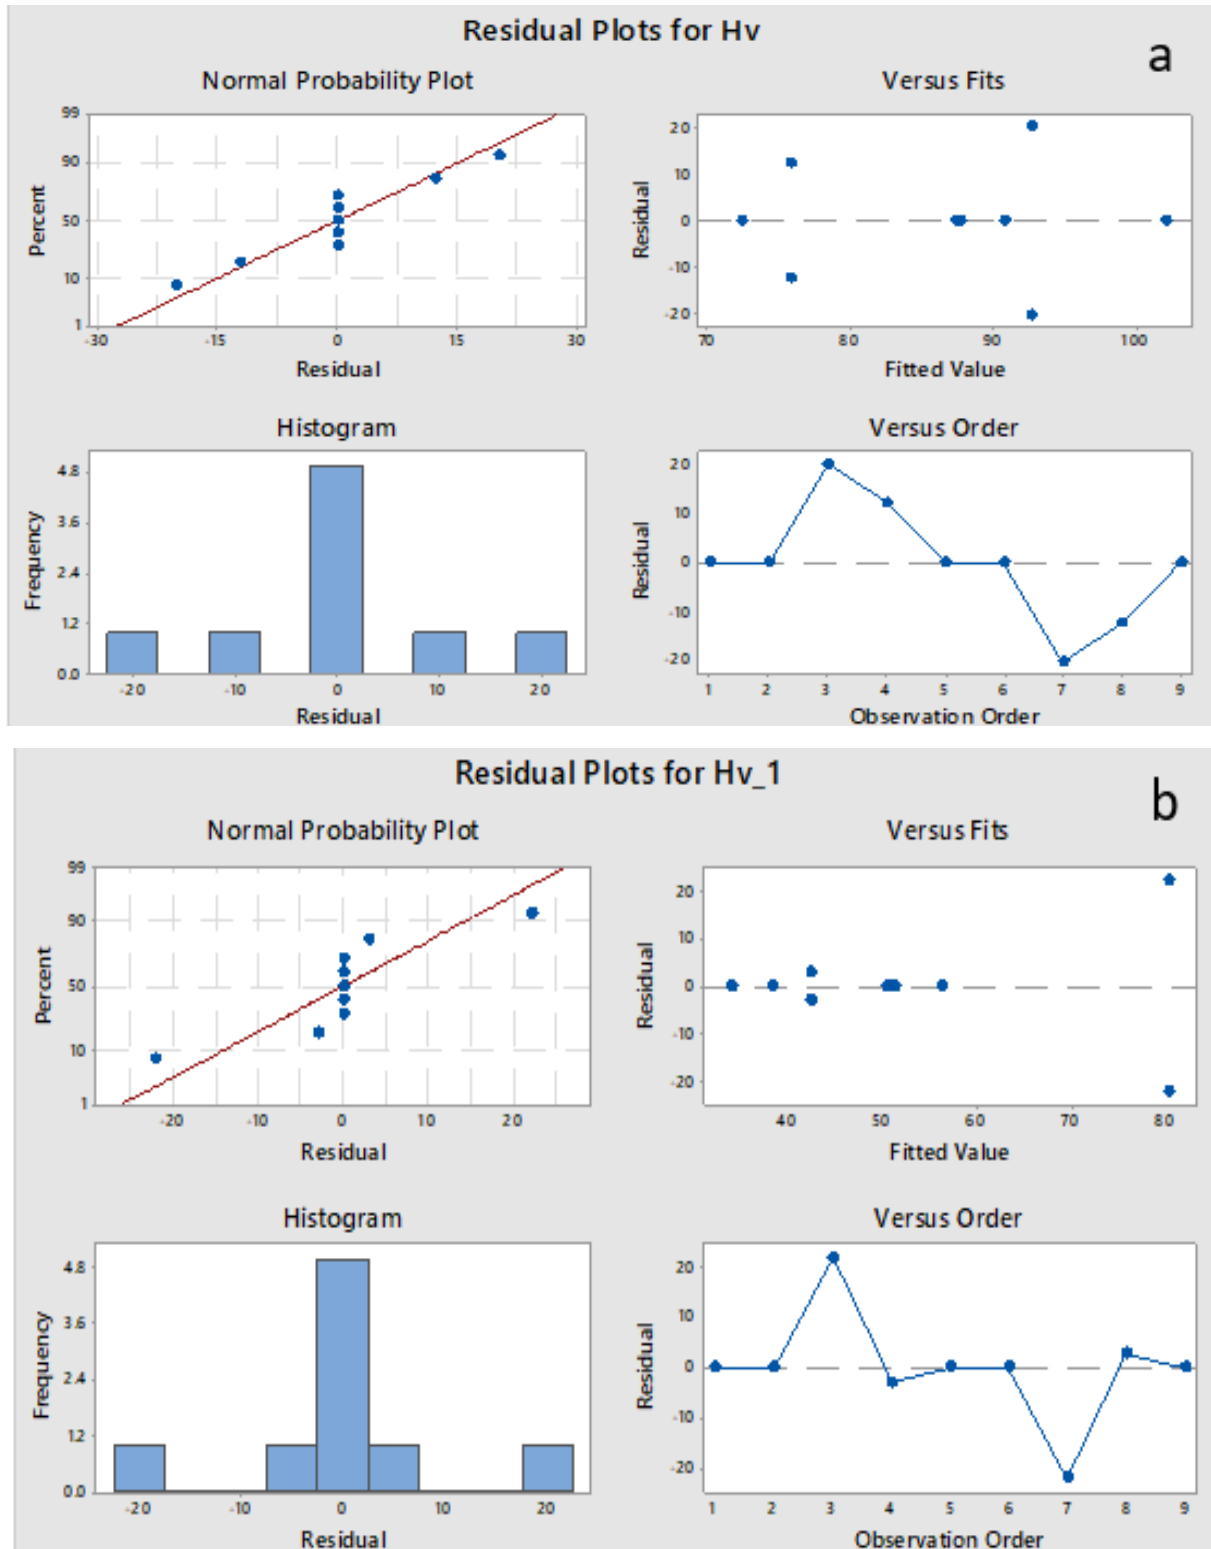 Residual Plots for Hv
a
Normal Probability Plot
Versus Fits
99
90
50
10
1
Percent
-30 -15 0 15 30
Residual
20
10
0
-10
-20
Residual
70 80 90 100
Fitted Value
Histogram
Versus Order
4.8
3.6
2.4
1.2
0.0
Frequency
-20 -10 0 10 20
Residual
20
10
0
-10
-20
Residual
1 2 3 4 5 6 7 8 9
Observation Order
Residual Plots for Hv_1
b
Normal Probability Plot
Versus Fits
99
90
50
10
1
Percent
-20 -10 0 10 20
Residual
20
10
0
-10
-20
Residual
40 50 60 70 80
Fitted Value
Histogram
Versus Order
4.8
3.6
2.4
1.2
0.0
Frequency
-20 -10 0 10 20
Residual
20
10
0
-10
-20
Residual
1 2 3 4 5 6 7 8 9
Observation Order